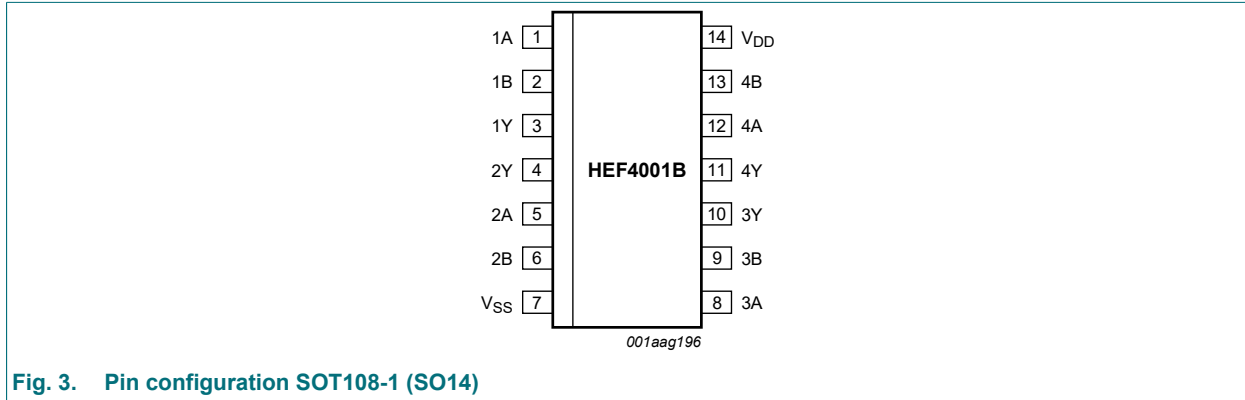 1A 1 14 VDD
1B 2 13 4B
1Y 3 12 4A
2Y 4 HEF4001B 11 4Y
2A 5 10 3Y
2B 6 9 3B
VSS 7 8 3A
001aag196
Fig. 3. Pin configuration SOT108-1 (SO14)